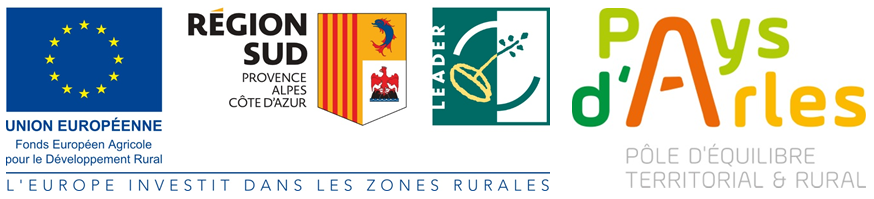 UNION EUROPÉENNE
Fonds Européen Agricole
pour le Développement Rural
RÉGION
SUD
PROVENCE
ALPES
CÔTE D'AZUR
LEADER
L'EUROPE INVESTIT DANS LES ZONES RURALES
Pays
d'Arles
PÔLE D'ÉQUILIBRE
TERRITORIAL & RURAL